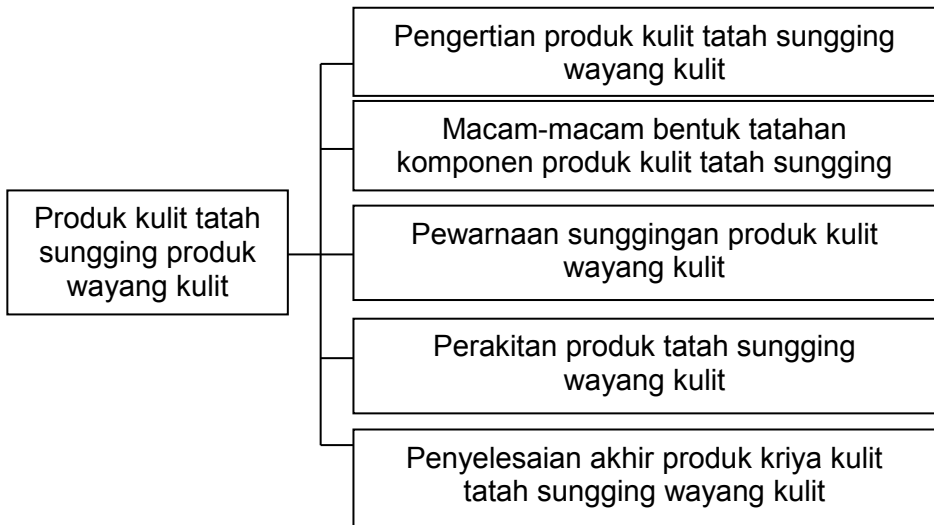 Pengertian produk kulit tatah sungging
wayang kulit
Macam-macam bentuk tatahan
komponen produk kulit tatah sungging
Produk kulit tatah
sungging produk
wayang kulit
Pewarnaan sunggingan produk kulit
wayang kulit
Perakitan produk tatah sungging
wayang kulit
Penyelesaian akhir produk kriya kulit
tatah sungging wayang kulit